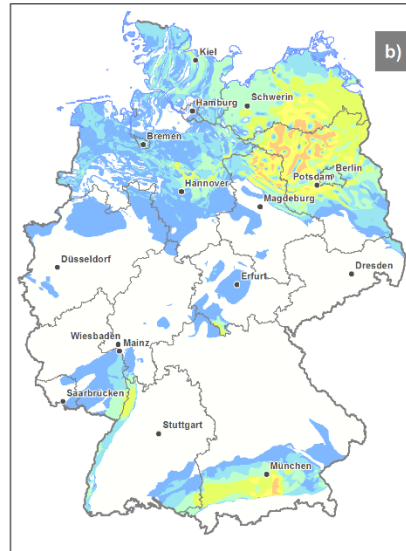 b)
Kiel
Schwerin
Hamburg
Bremen
Berlin
Potsdam
Hannover
Magdeburg
Düsseldorf
Erfurt
Dresden
Wiesbaden
Mainz
Saarbrücken
Stuttgart
München